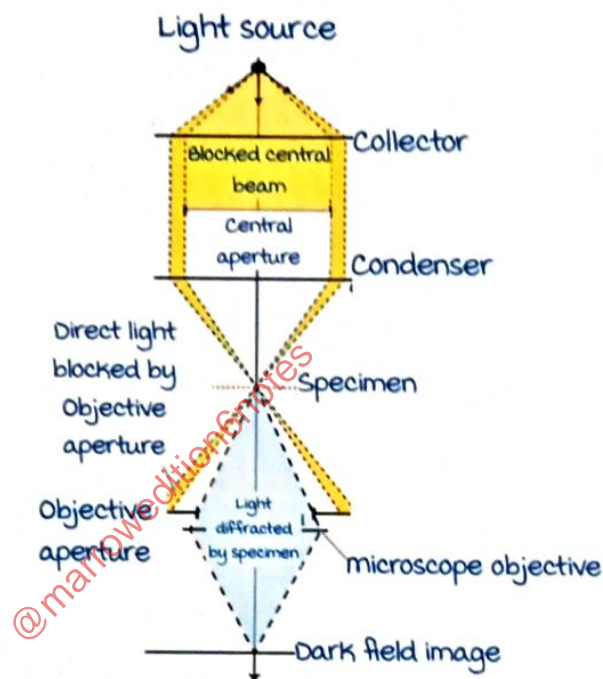 Light source
Collector
Blocked central
beam
Central
aperture
Condenser
Direct light
blocked by
Objective
aperture
Specimen
Objective
aperture
Light
diffracted
by specimen
microscope objective
Dark field image
@marrowedition6notes